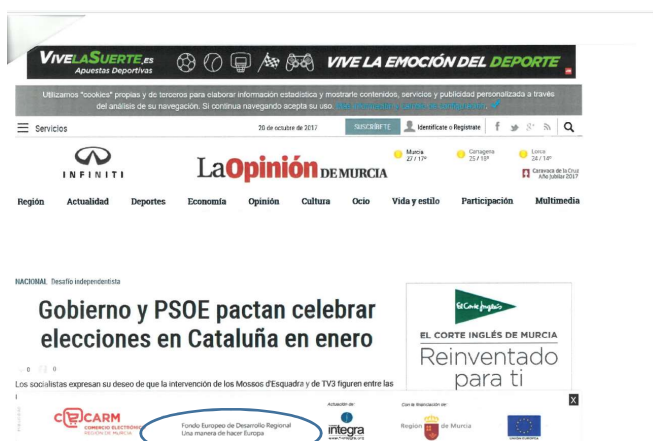 VIVELASUERTE.ES
Apuestas Deportivas
VIVE LA EMOCIÓN DEL DEPORTE
Utilizamos "cookies" propias y de terceros para elaborar información estadística y mostrarle contenidos, servicios y publicidad personalizada a través
del análisis de su navegación. Si continua navegando acepta su uso.
Servicios
20 de octubre de 2017
SUSCRÍBETE
Identifícate o Regístrate
INFINITI
LaOpinión DE MURCIA
Murcia
27 / 17º
Cartagena
25 / 18º
Lorca
24 / 14º
Caravaca de la Cruz
Año Jubilar 2017
Región Actualidad Deportes Economía Opinión Cultura Ocio Vida y estilo Participación Multimedia
NACIONAL Desafío independentista
Gobierno y PSOE pactan celebrar
elecciones en Cataluña en enero
0 0
Los socialistas expresan su deseo de que la intervención de los Mossos d'Esquadra y de TV3 figuren entre las
El Corte Inglés
EL CORTE INGLÉS DE MURCIA
Reinventado
para ti
X
CECARM
COMERCIO ELECTRÓNICO
REGIÓN DE MURCIA
Fondo Europeo de Desarrollo Regional
Una manera de hacer Europa
Actuación de:
integra
www.f-integra.org
Con la financiación de:
Región de Murcia
UNIÓN EUROPEA